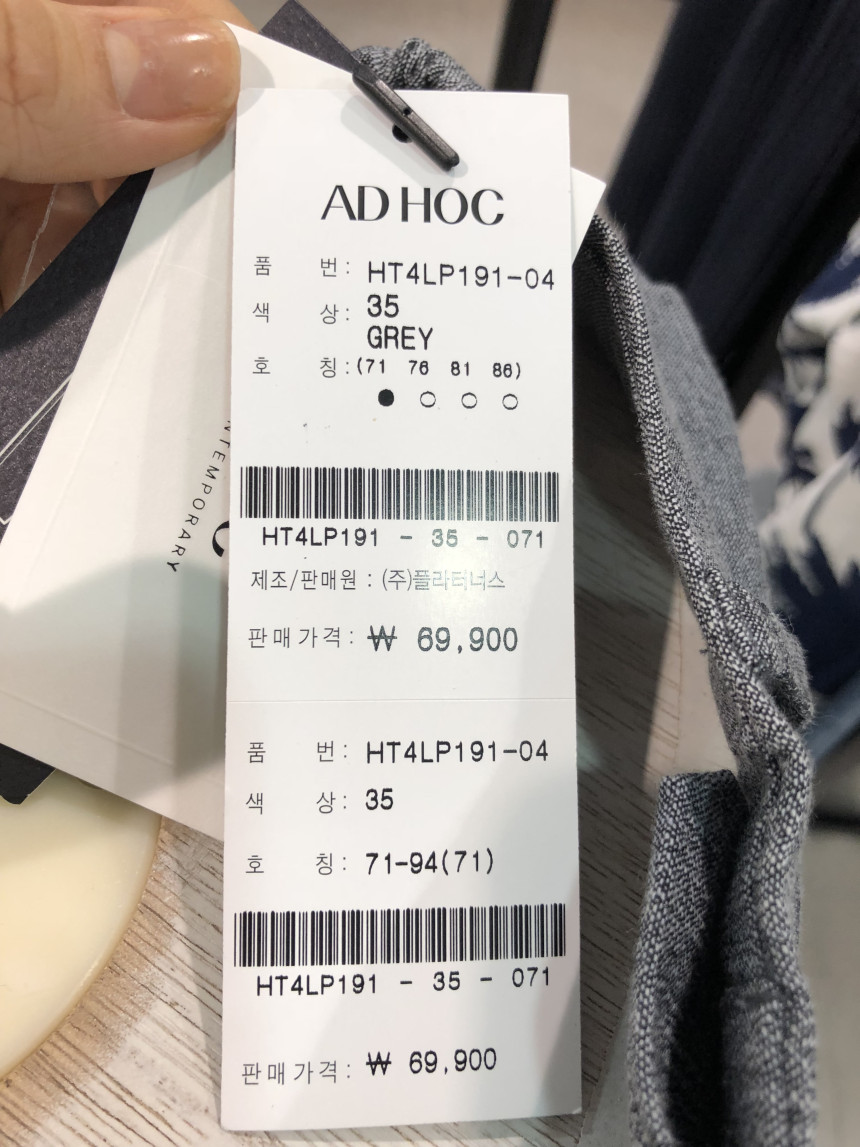 AD HOC
품 번: HT4LP191-04
색 상: 35
GREY
호 칭: (71 76 81 86)
HT4LP191 - 35 - 071
제조/판매원 : (주)플라터너스
판매가격: ₩ 69,900
품 번: HT4LP191-04
색 상: 35
호 칭: 71-94(71)
HT4LP191 - 35 - 071
판매가격: ₩ 69,900
NTEMPORARY